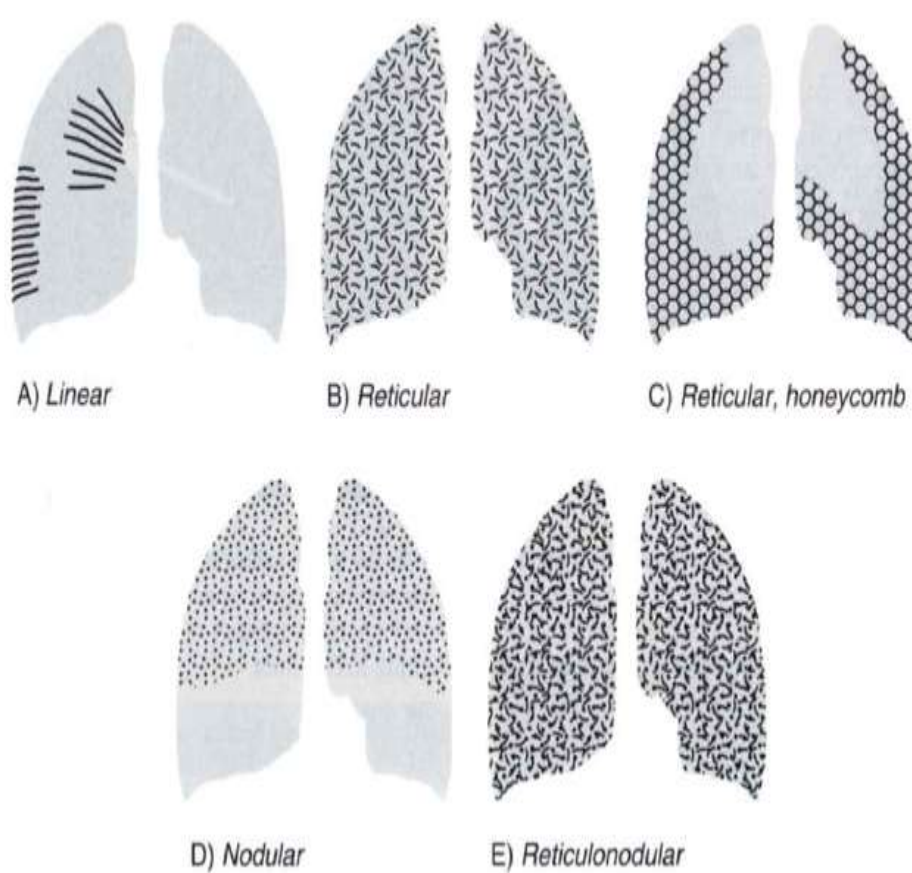 A) Linear
B) Reticular
C) Reticular, honeycomb
D) Nodular
E) Reticulonodular